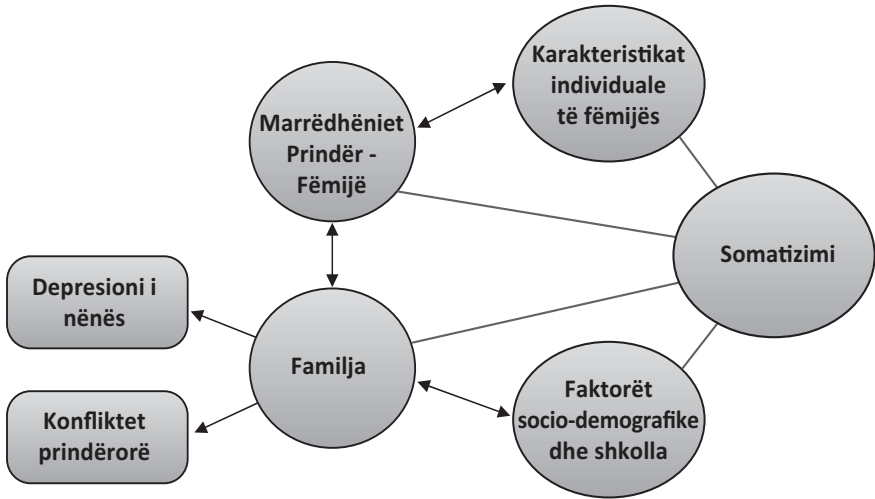 Karakteristikat
individuale
të fëmijës
Marrëdhëniet
Prindër -
Fëmijë
Somatizimi
Depresioni i
nënës
Familja
Faktorët
socio-demografike
dhe shkolla
Konfliktet
prindërorë